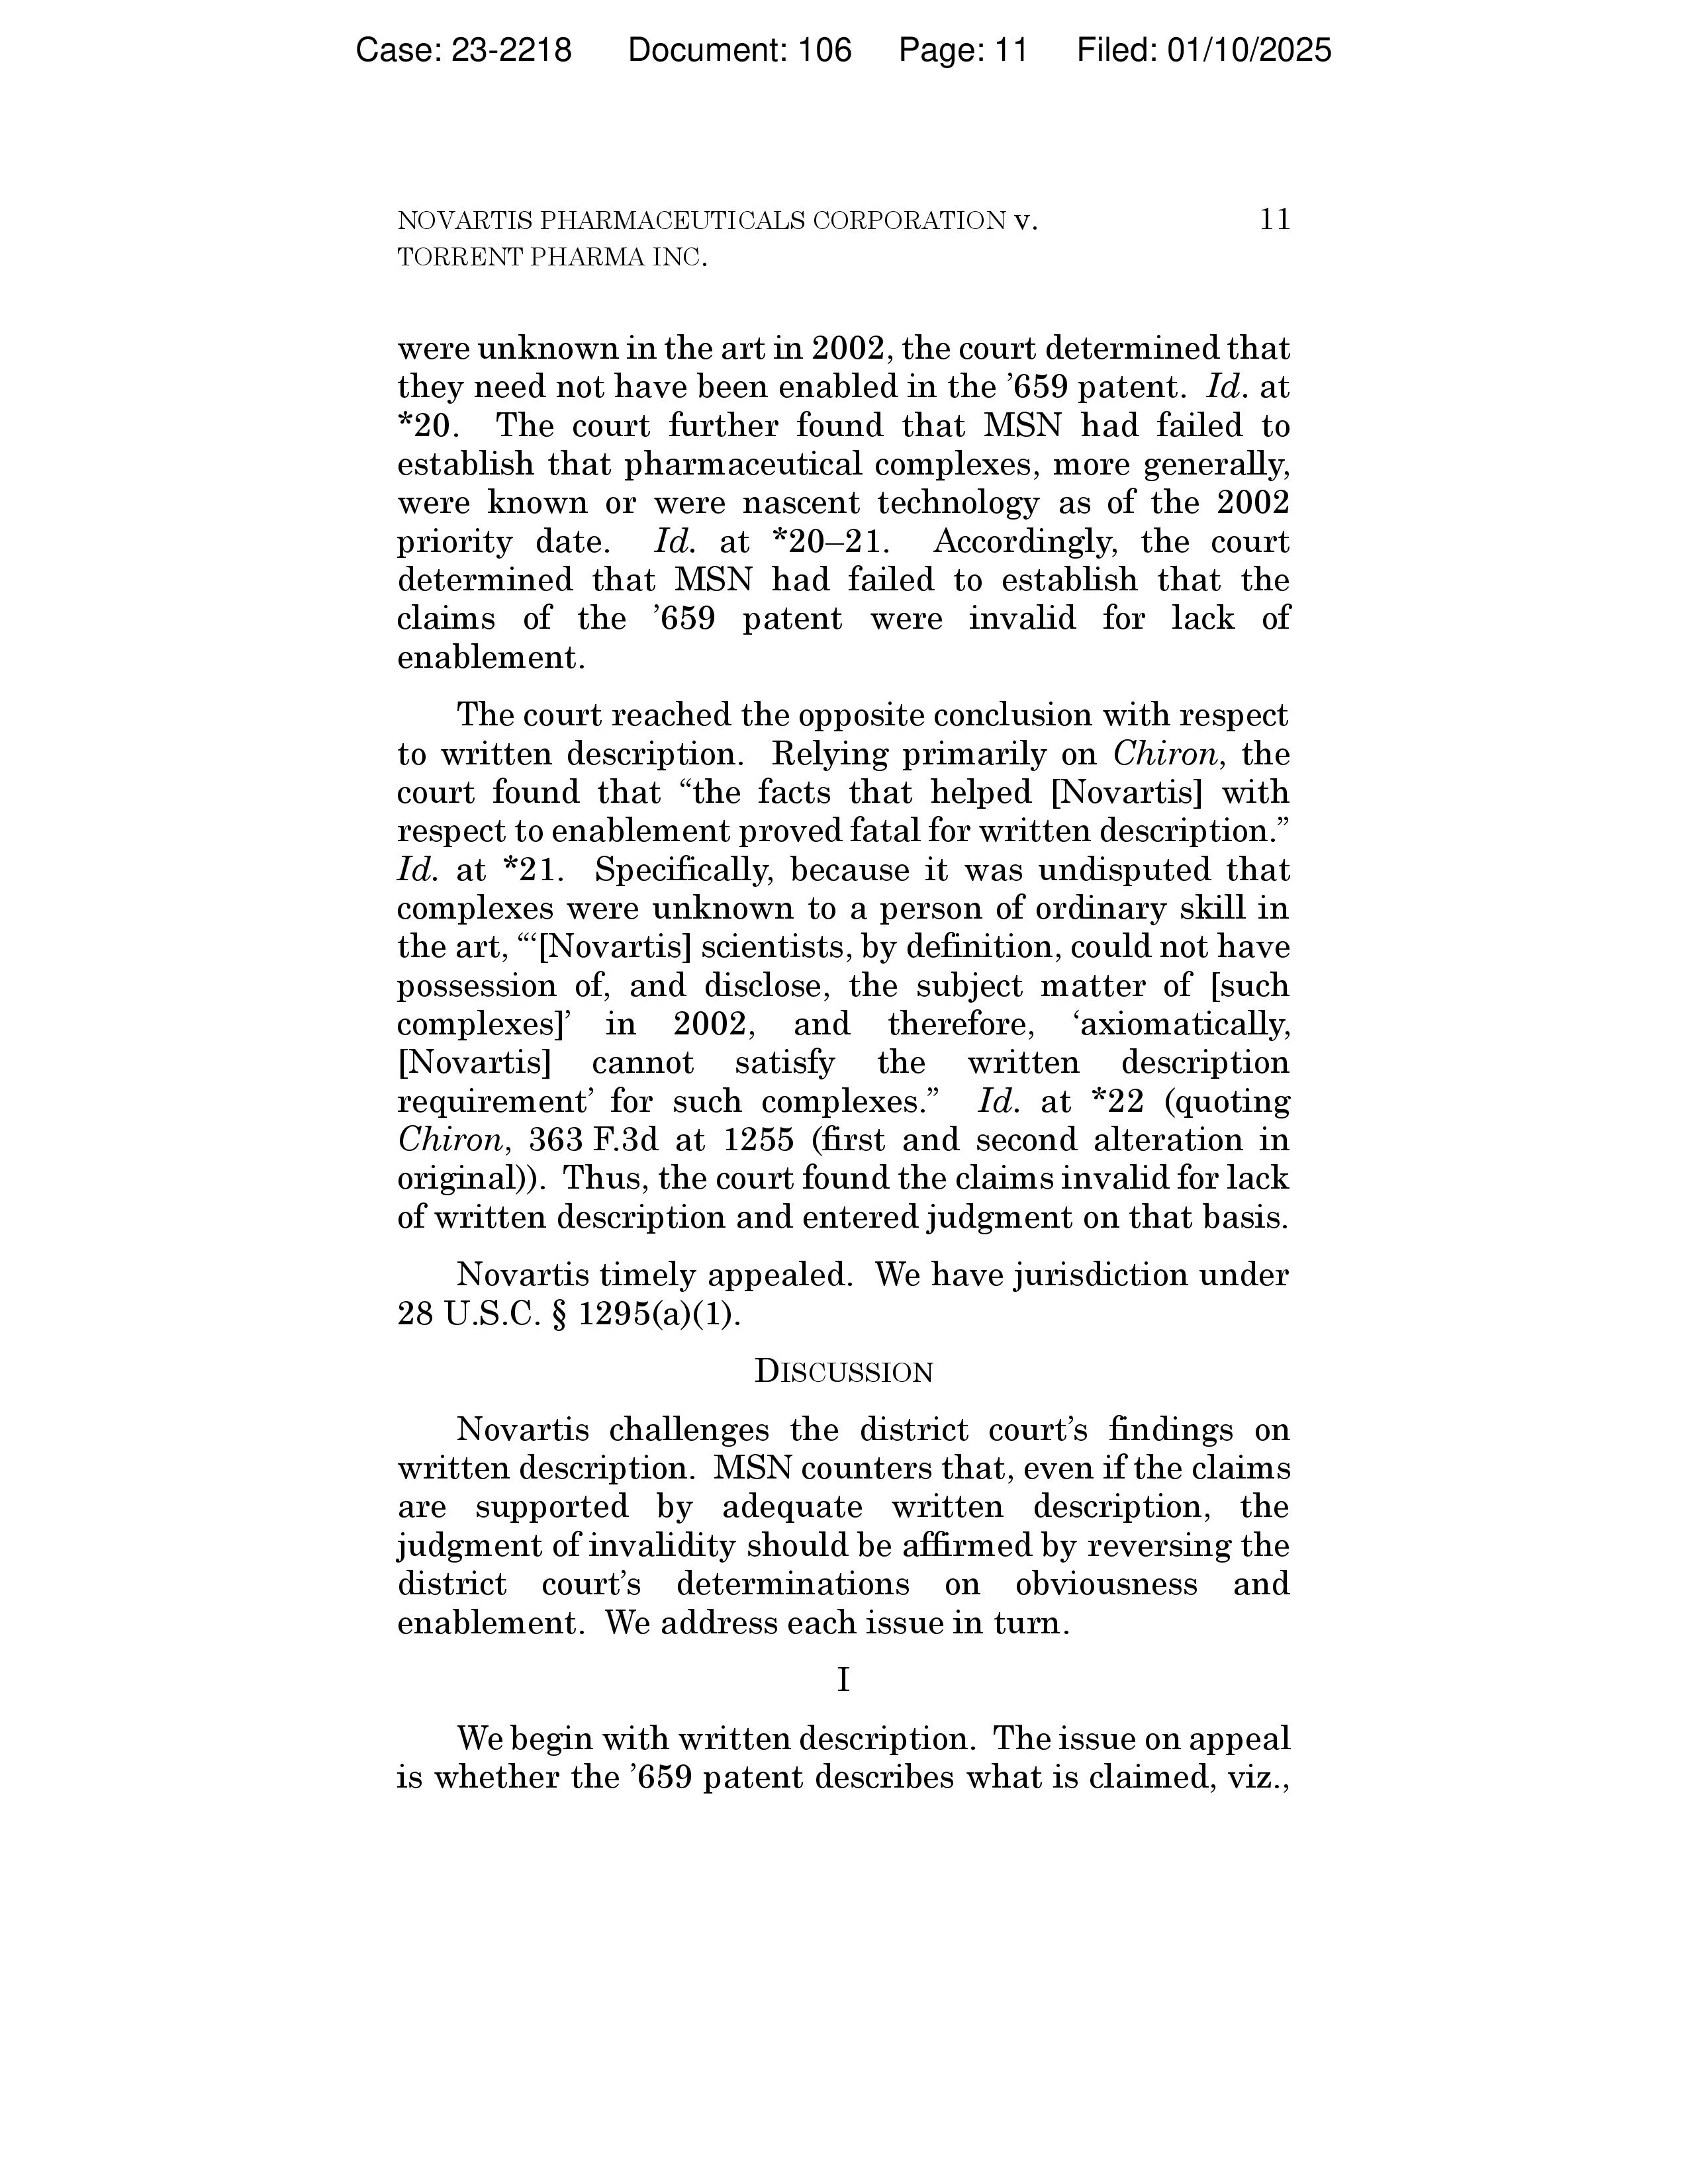 Case: 23-2218 Document: 106 Page: 11 Filed: 01/10/2025
NOVARTIS PHARMACEUTICALS CORPORATION v. 11
TORRENT PHARMA INC.
were unknown in the art in 2002, the court determined that
they need not have been enabled in the ’659 patent. Id. at
*20. The court further found that MSN had failed to
establish that pharmaceutical complexes, more generally,
were known or were nascent technology as of the 2002
priority date. Id. at *20–21. Accordingly, the court
determined that MSN had failed to establish that the
claims of the ’659 patent were invalid for lack of
enablement.
The court reached the opposite conclusion with respect
to written description. Relying primarily on Chiron, the
court found that “the facts that helped [Novartis] with
respect to enablement proved fatal for written description.”
Id. at *21. Specifically, because it was undisputed that
complexes were unknown to a person of ordinary skill in
the art, “‘[Novartis] scientists, by definition, could not have
possession of, and disclose, the subject matter of [such
complexes]’ in 2002, and therefore, ‘axiomatically,
[Novartis] cannot satisfy the written description
requirement’ for such complexes.” Id. at *22 (quoting
Chiron, 363 F.3d at 1255 (first and second alteration in
original)). Thus, the court found the claims invalid for lack
of written description and entered judgment on that basis.
Novartis timely appealed. We have jurisdiction under
28 U.S.C. § 1295(a)(1).
DISCUSSION
Novartis challenges the district court’s findings on
written description. MSN counters that, even if the claims
are supported by adequate written description, the
judgment of invalidity should be affirmed by reversing the
district court’s determinations on obviousness and
enablement. We address each issue in turn.
I
We begin with written description. The issue on appeal
is whether the ’659 patent describes what is claimed, viz.,